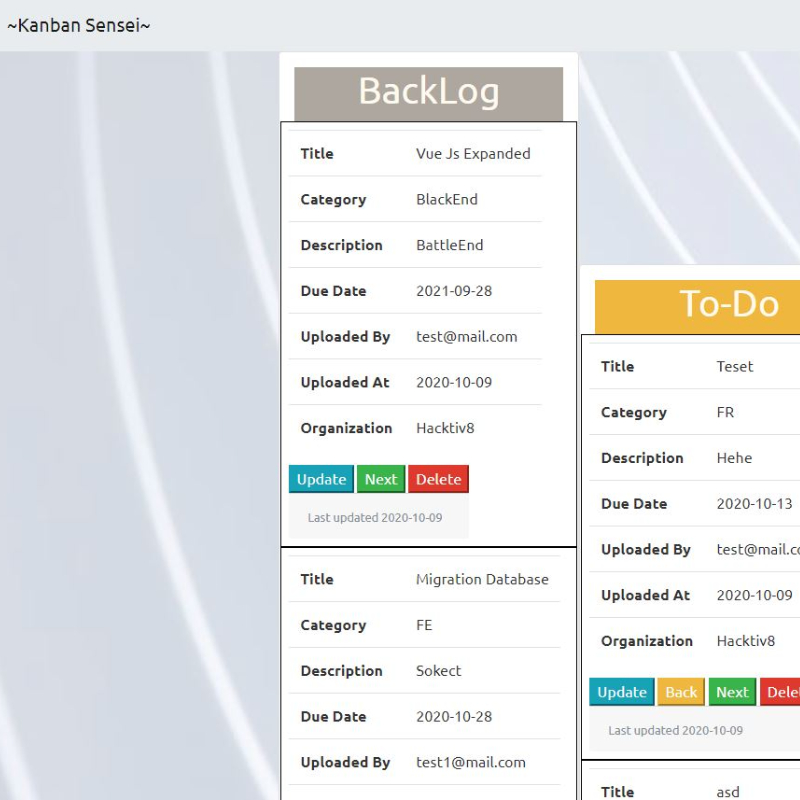 ~Kanban Sensei~
BackLog
Title Vue Js Expanded
Category BlackEnd
Description BattleEnd
Due Date 2021-09-28
Uploaded By test@mail.com
Uploaded At 2020-10-09
Organization Hacktiv8
Update Next Delete
Last updated 2020-10-09
Title Migration Database
Category FE
Description Sokect
Due Date 2020-10-28
Uploaded By test1@mail.com
To-Do
Title Teset
Category FR
Description Hehe
Due Date 2020-10-13
Uploaded By test@mail.c
Uploaded At 2020-10-09
Organization Hacktiv8
Update Back Next Dele
Last updated 2020-10-09
Title asd